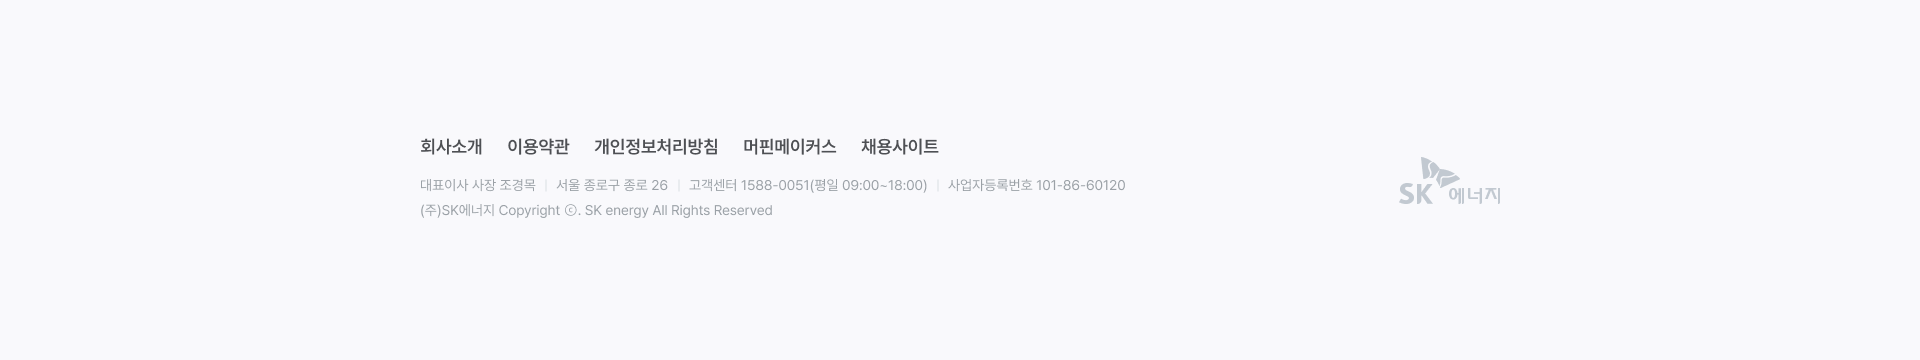 회사소개 이용약관 개인정보처리방침 머핀메이커스 채용사이트
대표이사 사장 조경목 | 서울 종로구 종로 26 | 고객센터 1588-0051(평일 09:00~18:00) | 사업자등록번호 101-86-60120
(주)SK에너지 Copyright ⓒ. SK energy All Rights Reserved
SK 에너지